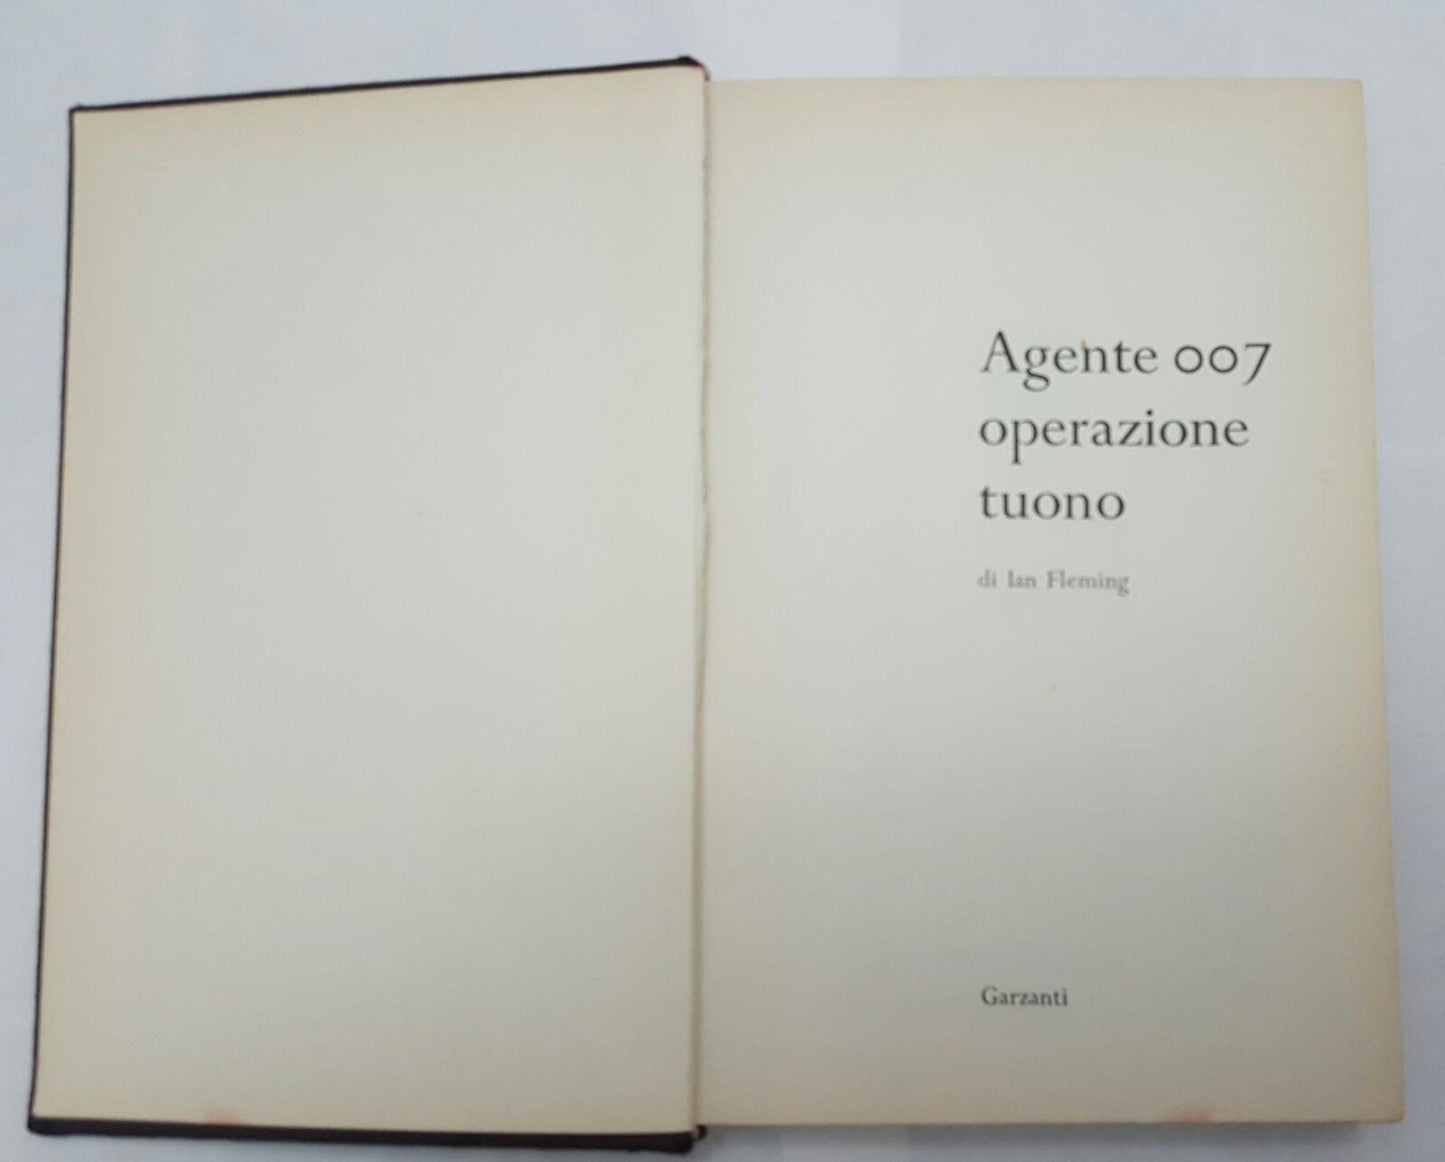 Agente 007
operazione
tuono
di Ian Fleming
Garzanti